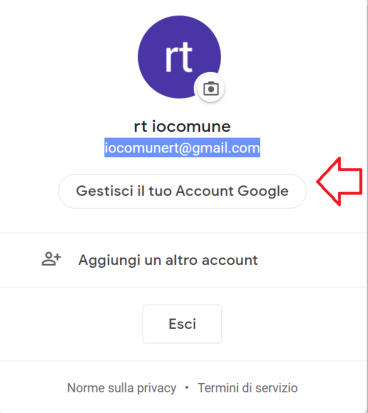 rt
rt iocomune
iocomunert@gmail.com
Gestisci il tuo Account Google
Aggiungi un altro account
Esci
Norme sulla privacy • Termini di servizio